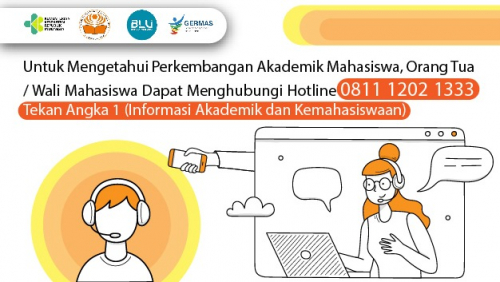 BLU
GERMAS
Untuk Mengetahui Perkembangan Akademik Mahasiswa, Orang Tua
/ Wali Mahasiswa Dapat Menghubungi Hotline 0811 1202 1333
Tekan Angka 1 (Informasi Akademik dan Kemahasiswaan)